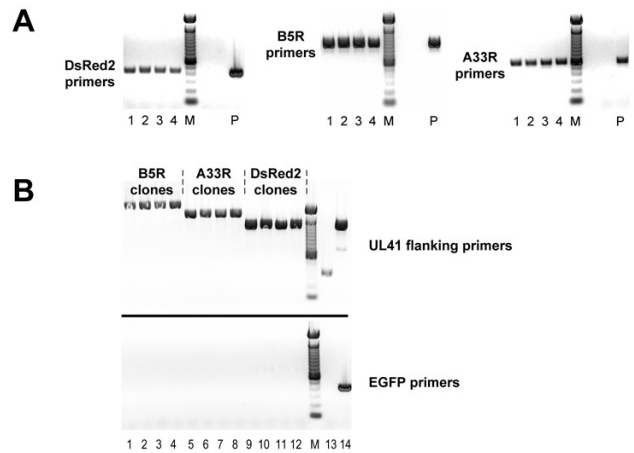 A
DsRed2
primers
1 2 3 4 M P
B5R
primers
1 2 3 4 M P
A33R
primers
1 2 3 4 M P
B
B5R
clones
A33R
clones
DsRed2
clones
UL41 flanking primers
EGFP primers
1 2 3 4 5 6 7 8 9 10 11 12 M 13 14